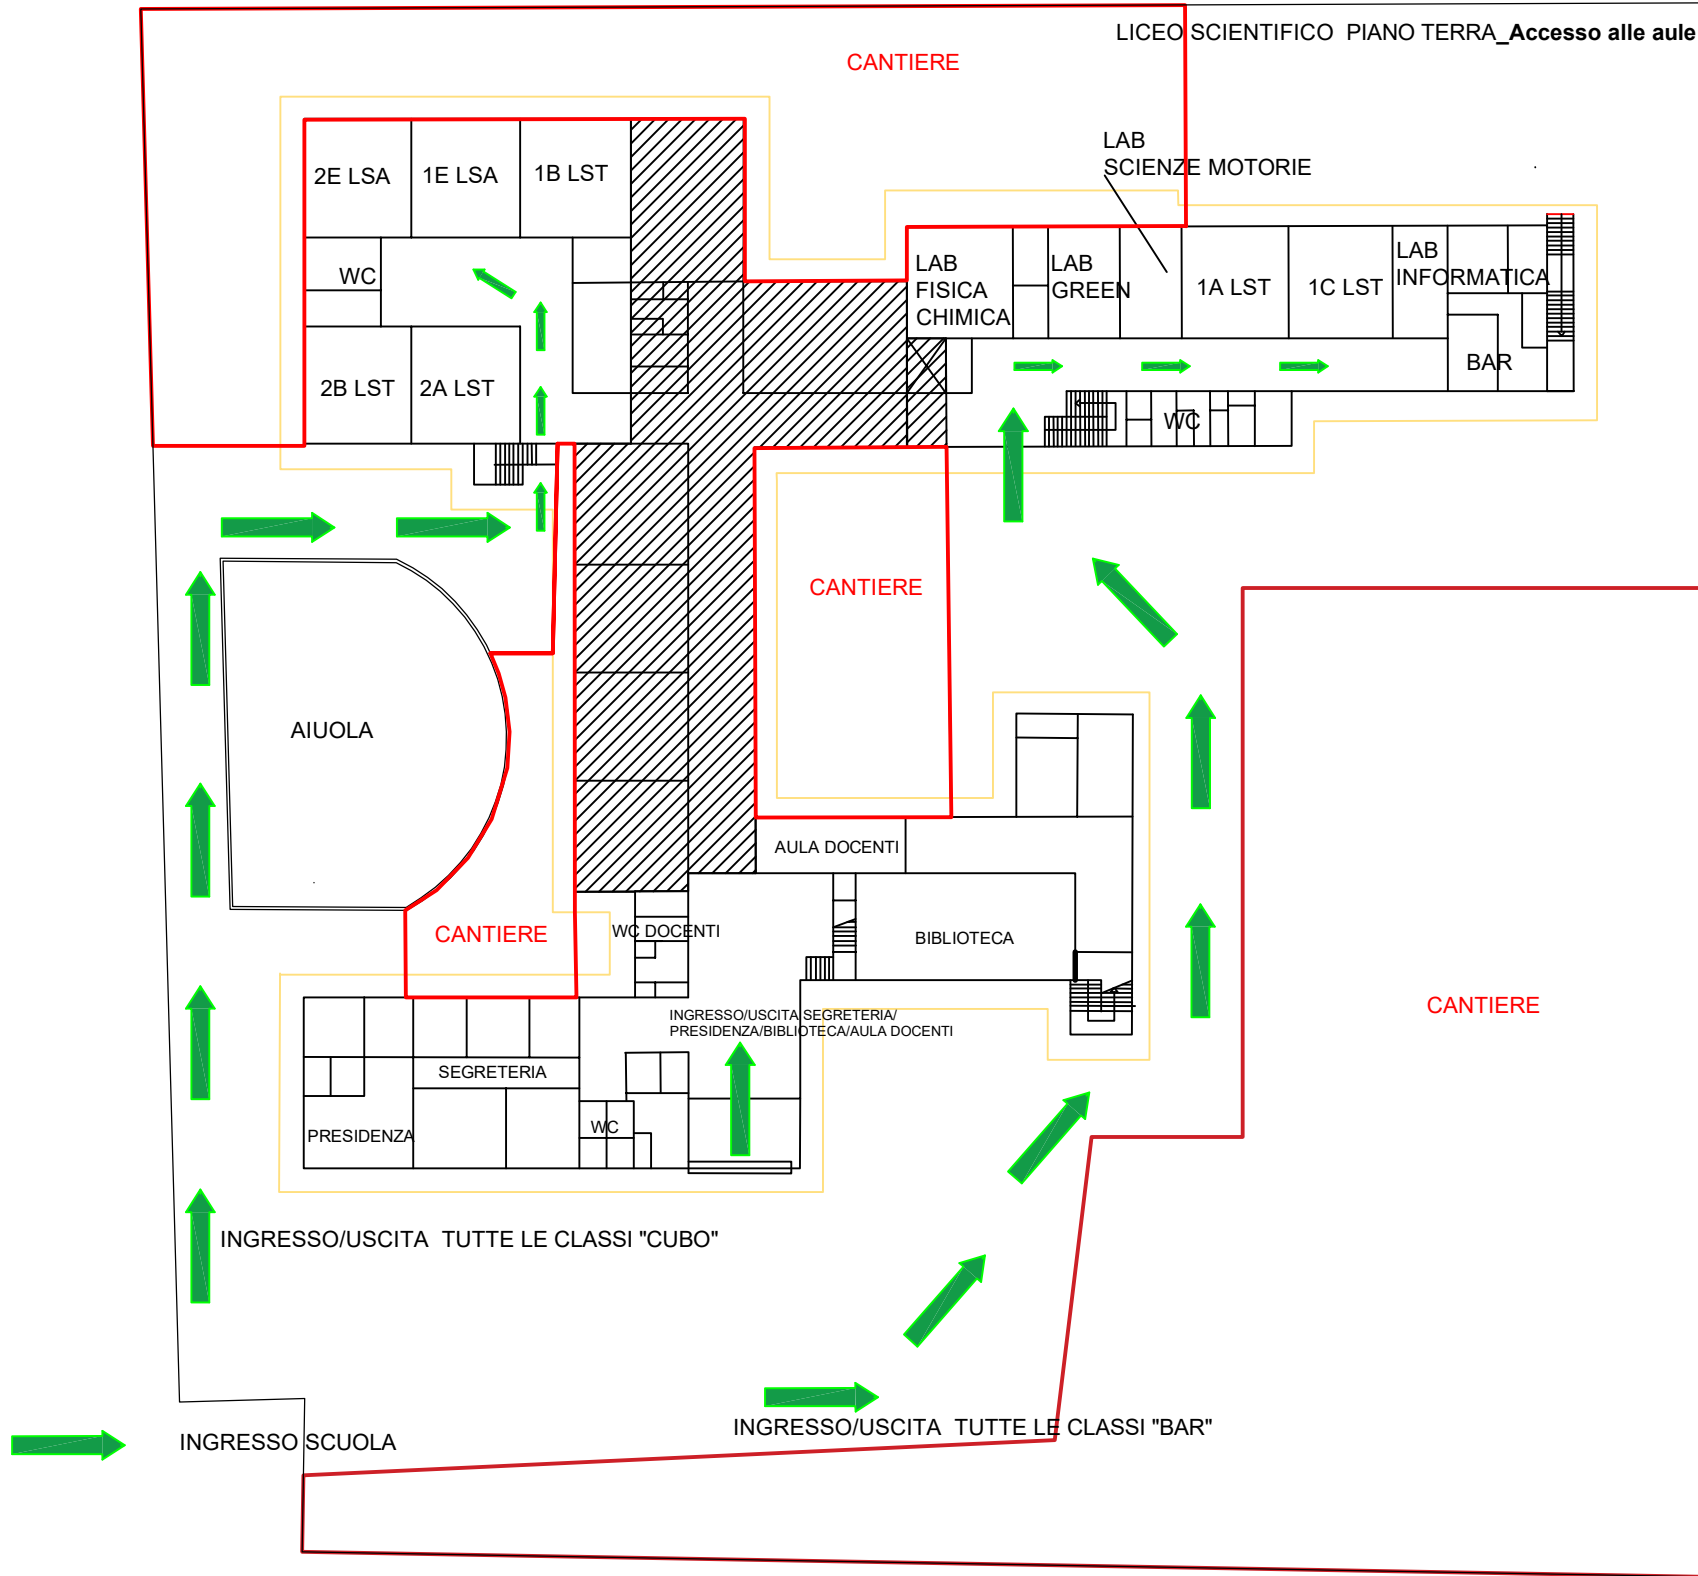 LICEO SCIENTIFICO  PIANO TERRA_Accesso alle aule
CANTIERE
LAB
SCIENZE MOTORIE
2E LSA
1E LSA
1B LST
WC
2B LST
2A LST
LAB
FISICA
CHIMICA
LAB
GREEN
1A LST
1C LST
LAB
INFORMATICA
BAR
WC
CANTIERE
AIUOLA
AULA DOCENTI
CANTIERE
WC DOCENTI
BIBLIOTECA
CANTIERE
INGRESSO/USCITA SEGRETERIA/
PRESIDENZA/BIBLIOTECA/AULA DOCENTI
SEGRETERIA
PRESIDENZA
WC
INGRESSO/USCITA  TUTTE LE CLASSI "CUBO"
INGRESSO/USCITA  TUTTE LE CLASSI "BAR"
INGRESSO SCUOLA